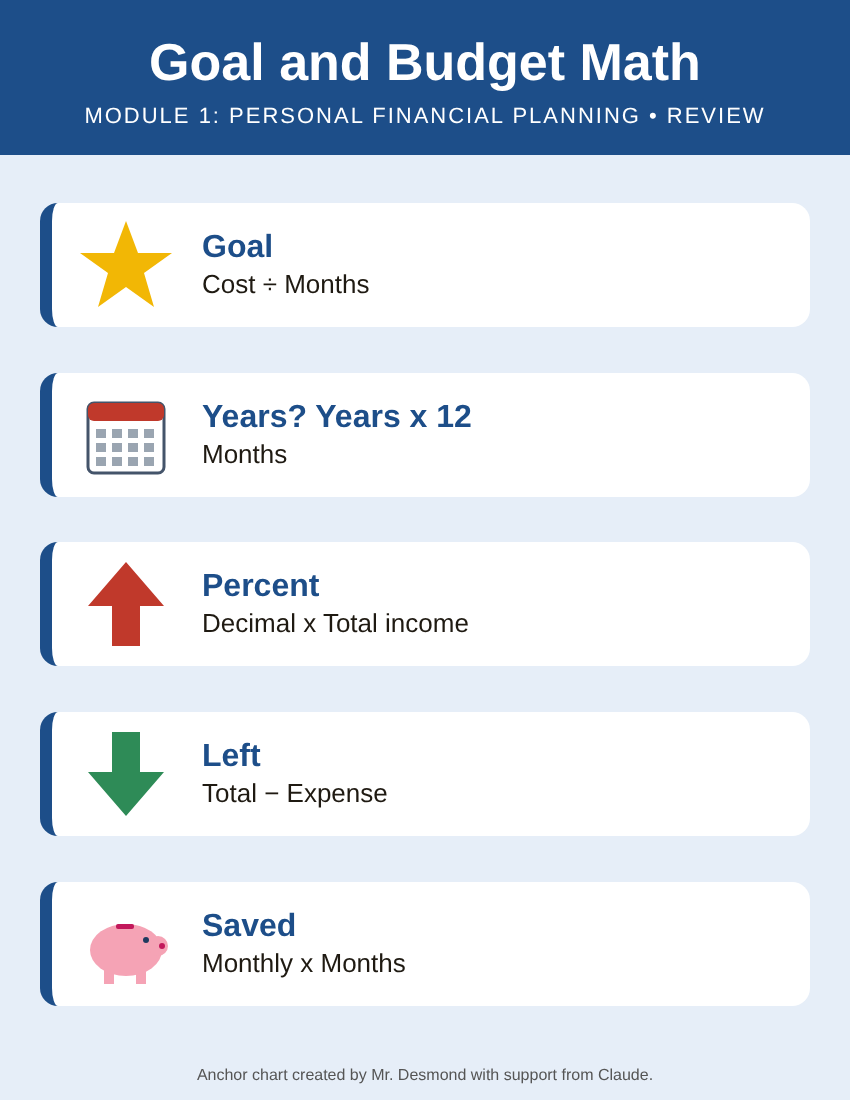 Goal and Budget Math
MODULE 1: PERSONAL FINANCIAL PLANNING • REVIEW
Goal
Cost ÷ Months
Years? Years x 12
Months
Percent
Decimal x Total income
Left
Total − Expense
Saved
Monthly x Months
Anchor chart created by Mr. Desmond with support from Claude.